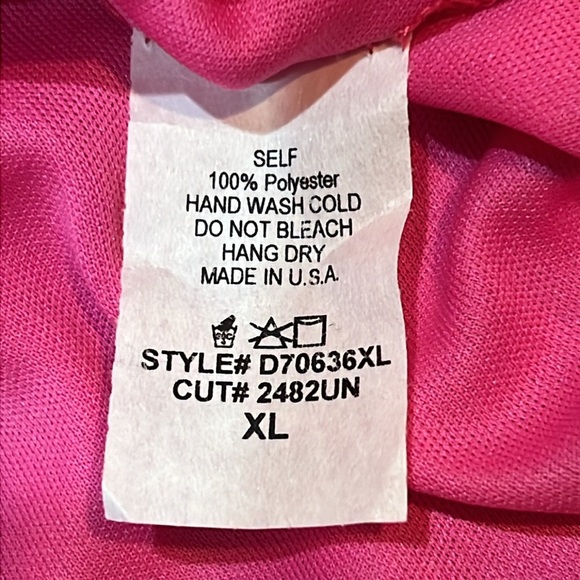 SELF
100% Polyester
HAND WASH COLD
DO NOT BLEACH
HANG DRY
MADE IN U.S.A.
STYLE# D70636XL
CUT# 2482UN
XL